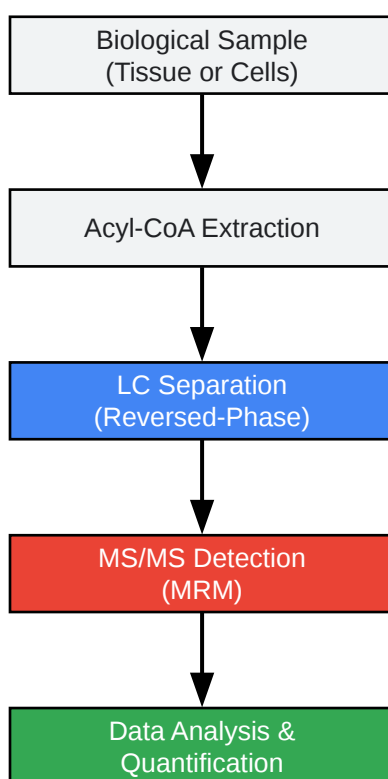 Biological Sample
(Tissue or Cells)
Acyl-CoA Extraction
LC Separation
(Reversed-Phase)
MS/MS Detection
(MRM)
Data Analysis &
Quantification